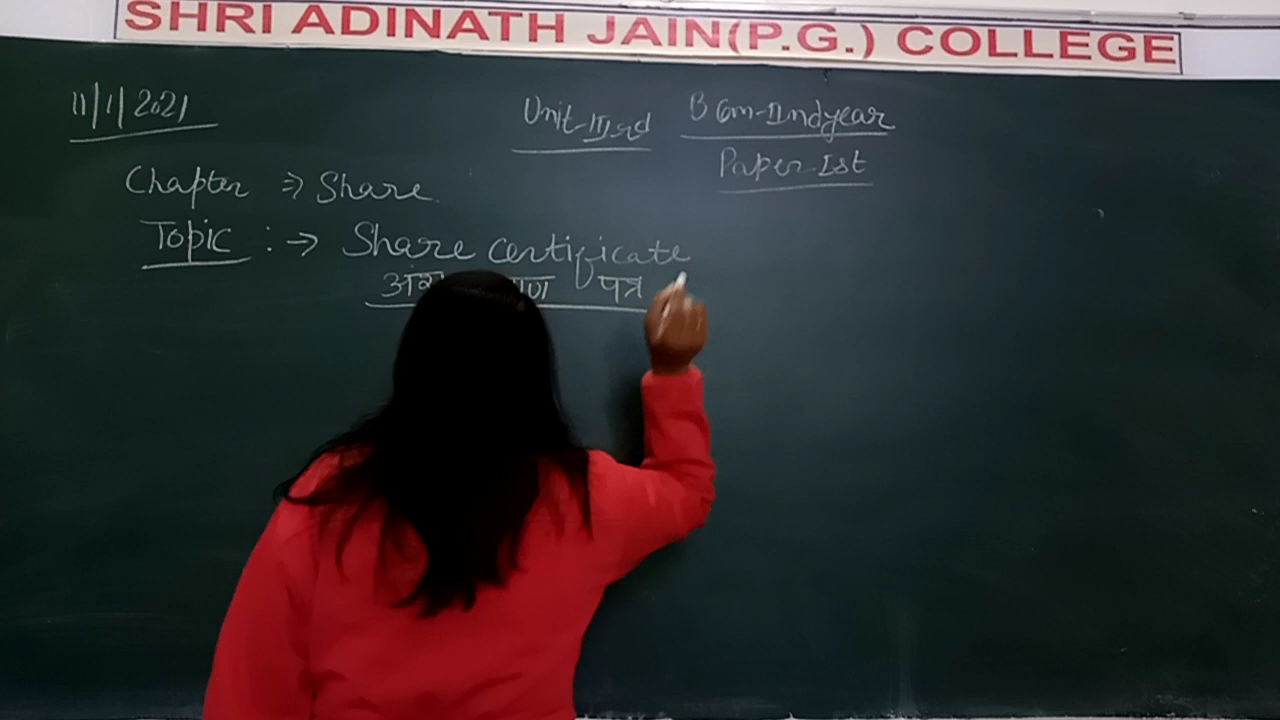 SHRI ADINATH JAIN(P.G.) COLLEGE
11/1/2021
Unit-IIIrd
B Com-IInd year
Paper-Ist
Chapter ⇒ Share
Topic :→ Share certificate
पत्र